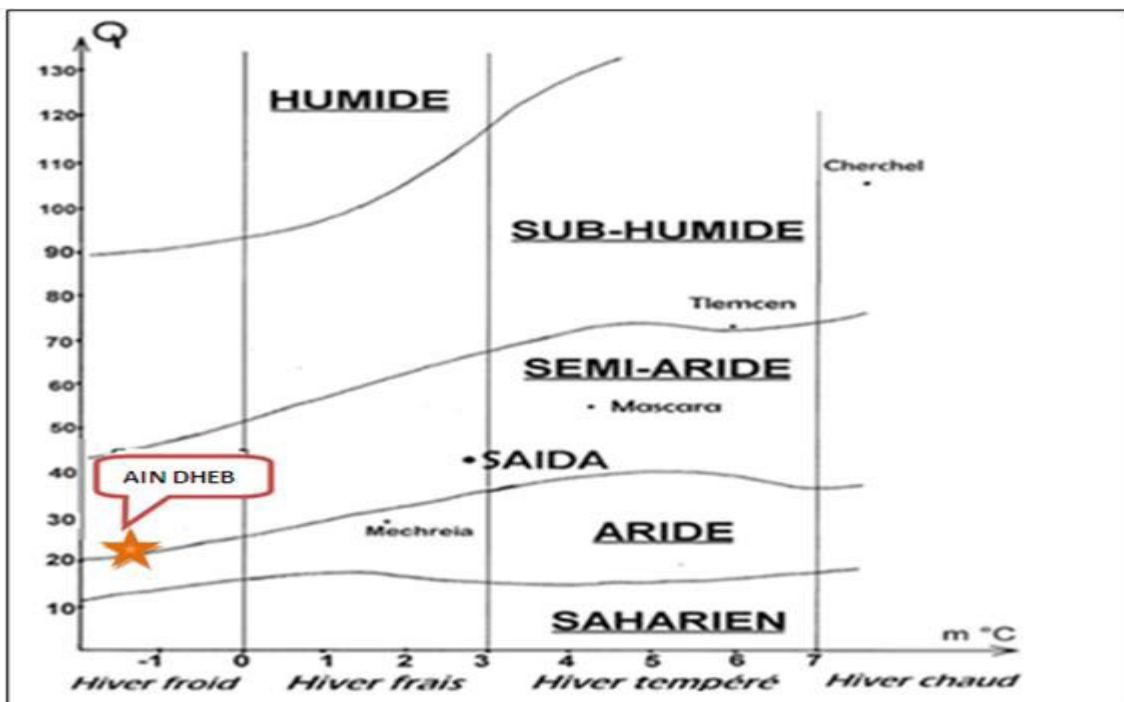 Q
130
HUMIDE
120
110
Cherchel
100
SUB-HUMIDE
90
80
Tlemcen
70
SEMI-ARIDE
60
Mascara
50
SAIDA
40
AIN DHEB
30
Mechreia
ARIDE
20
10
SAHARIEN
m °C
-1 0 1 2 3 4 5 6 7
Hiver froid Hiver frais Hiver tempéré Hiver chaud